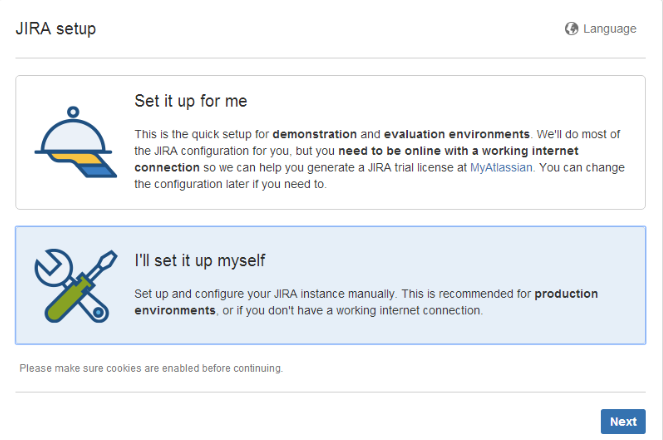 JIRA setup
Language
Set it up for me
This is the quick setup for demonstration and evaluation environments. We'll do most of
the JIRA configuration for you, but you need to be online with a working internet
connection so we can help you generate a JIRA trial license at MyAtlassian. You can change
the configuration later if you need to.
I'll set it up myself
Set up and configure your JIRA instance manually. This is recommended for production
environments, or if you don't have a working internet connection.
Please make sure cookies are enabled before continuing.
Next